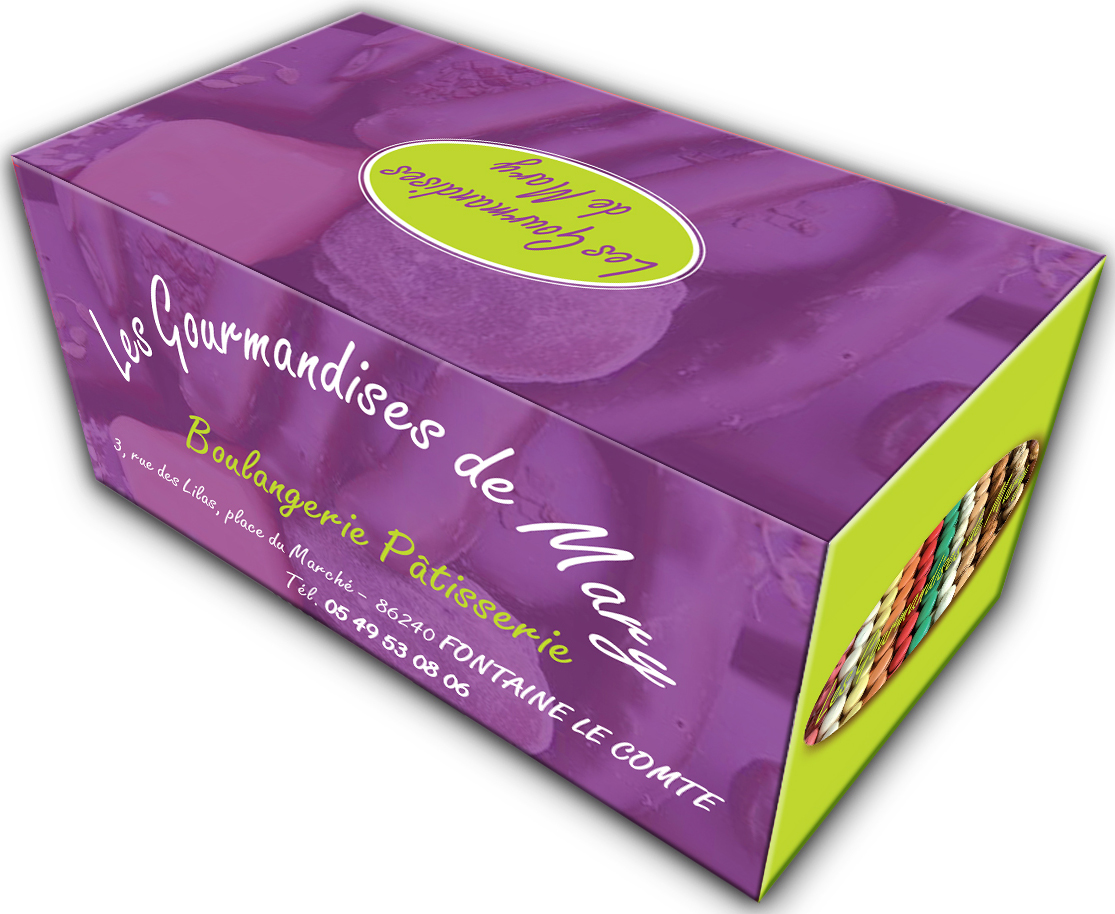 Les Gourmandises
de Mary
Les Gourmandises de Mary
Boulangerie Pâtisserie
3, rue des Lilas, place du Marché - 86240 FONTAINE LE COMTE
Tél. 05 49 53 08 06